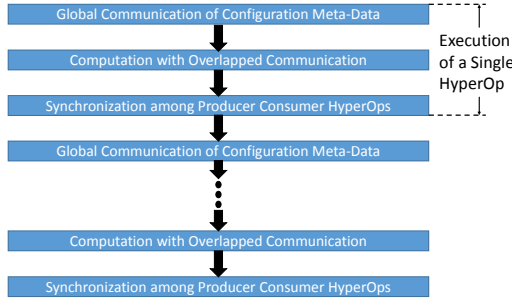 Global Communication of Configuration Meta-Data
Computation with Overlapped Communication
Synchronization among Producer Consumer HyperOps
Execution
of a Single
HyperOp
Global Communication of Configuration Meta-Data
Computation with Overlapped Communication
Synchronization among Producer Consumer HyperOps